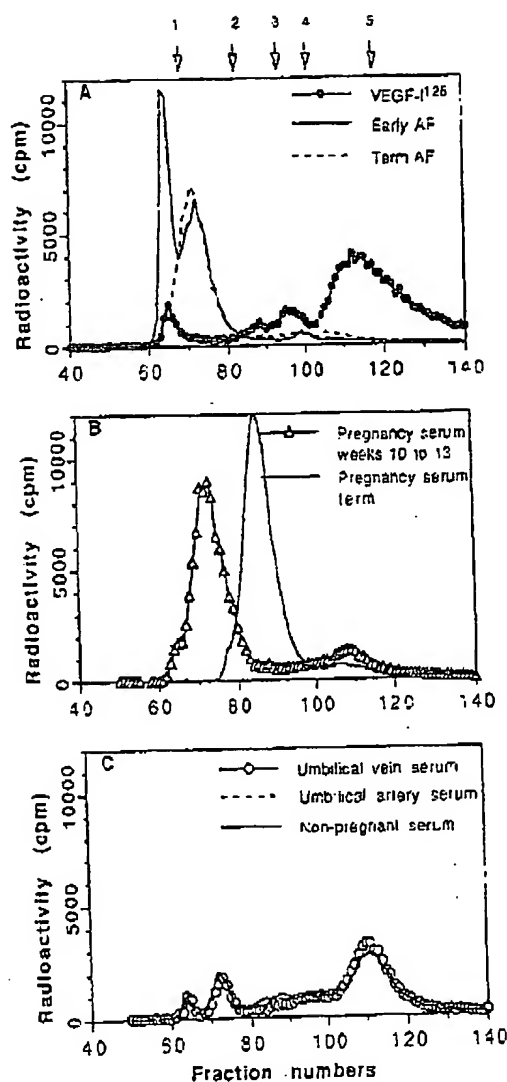 1 2 3 4 5
A
VEGF-I125
Early AF
Term AF
Radioactivity (cpm)
10000
5000
0
40 60 80 100 120 140
B
Pregnancy serum
weeks 10 to 13
Pregnancy serum
term
Radioactivity (cpm)
10000
5000
0
40 60 80 100 120 140
C
Umbilical vein serum
Umbilical artery serum
Non-pregnant serum
Radioactivity (cpm)
10000
5000
0
40 60 80 100 120 140
Fraction numbers